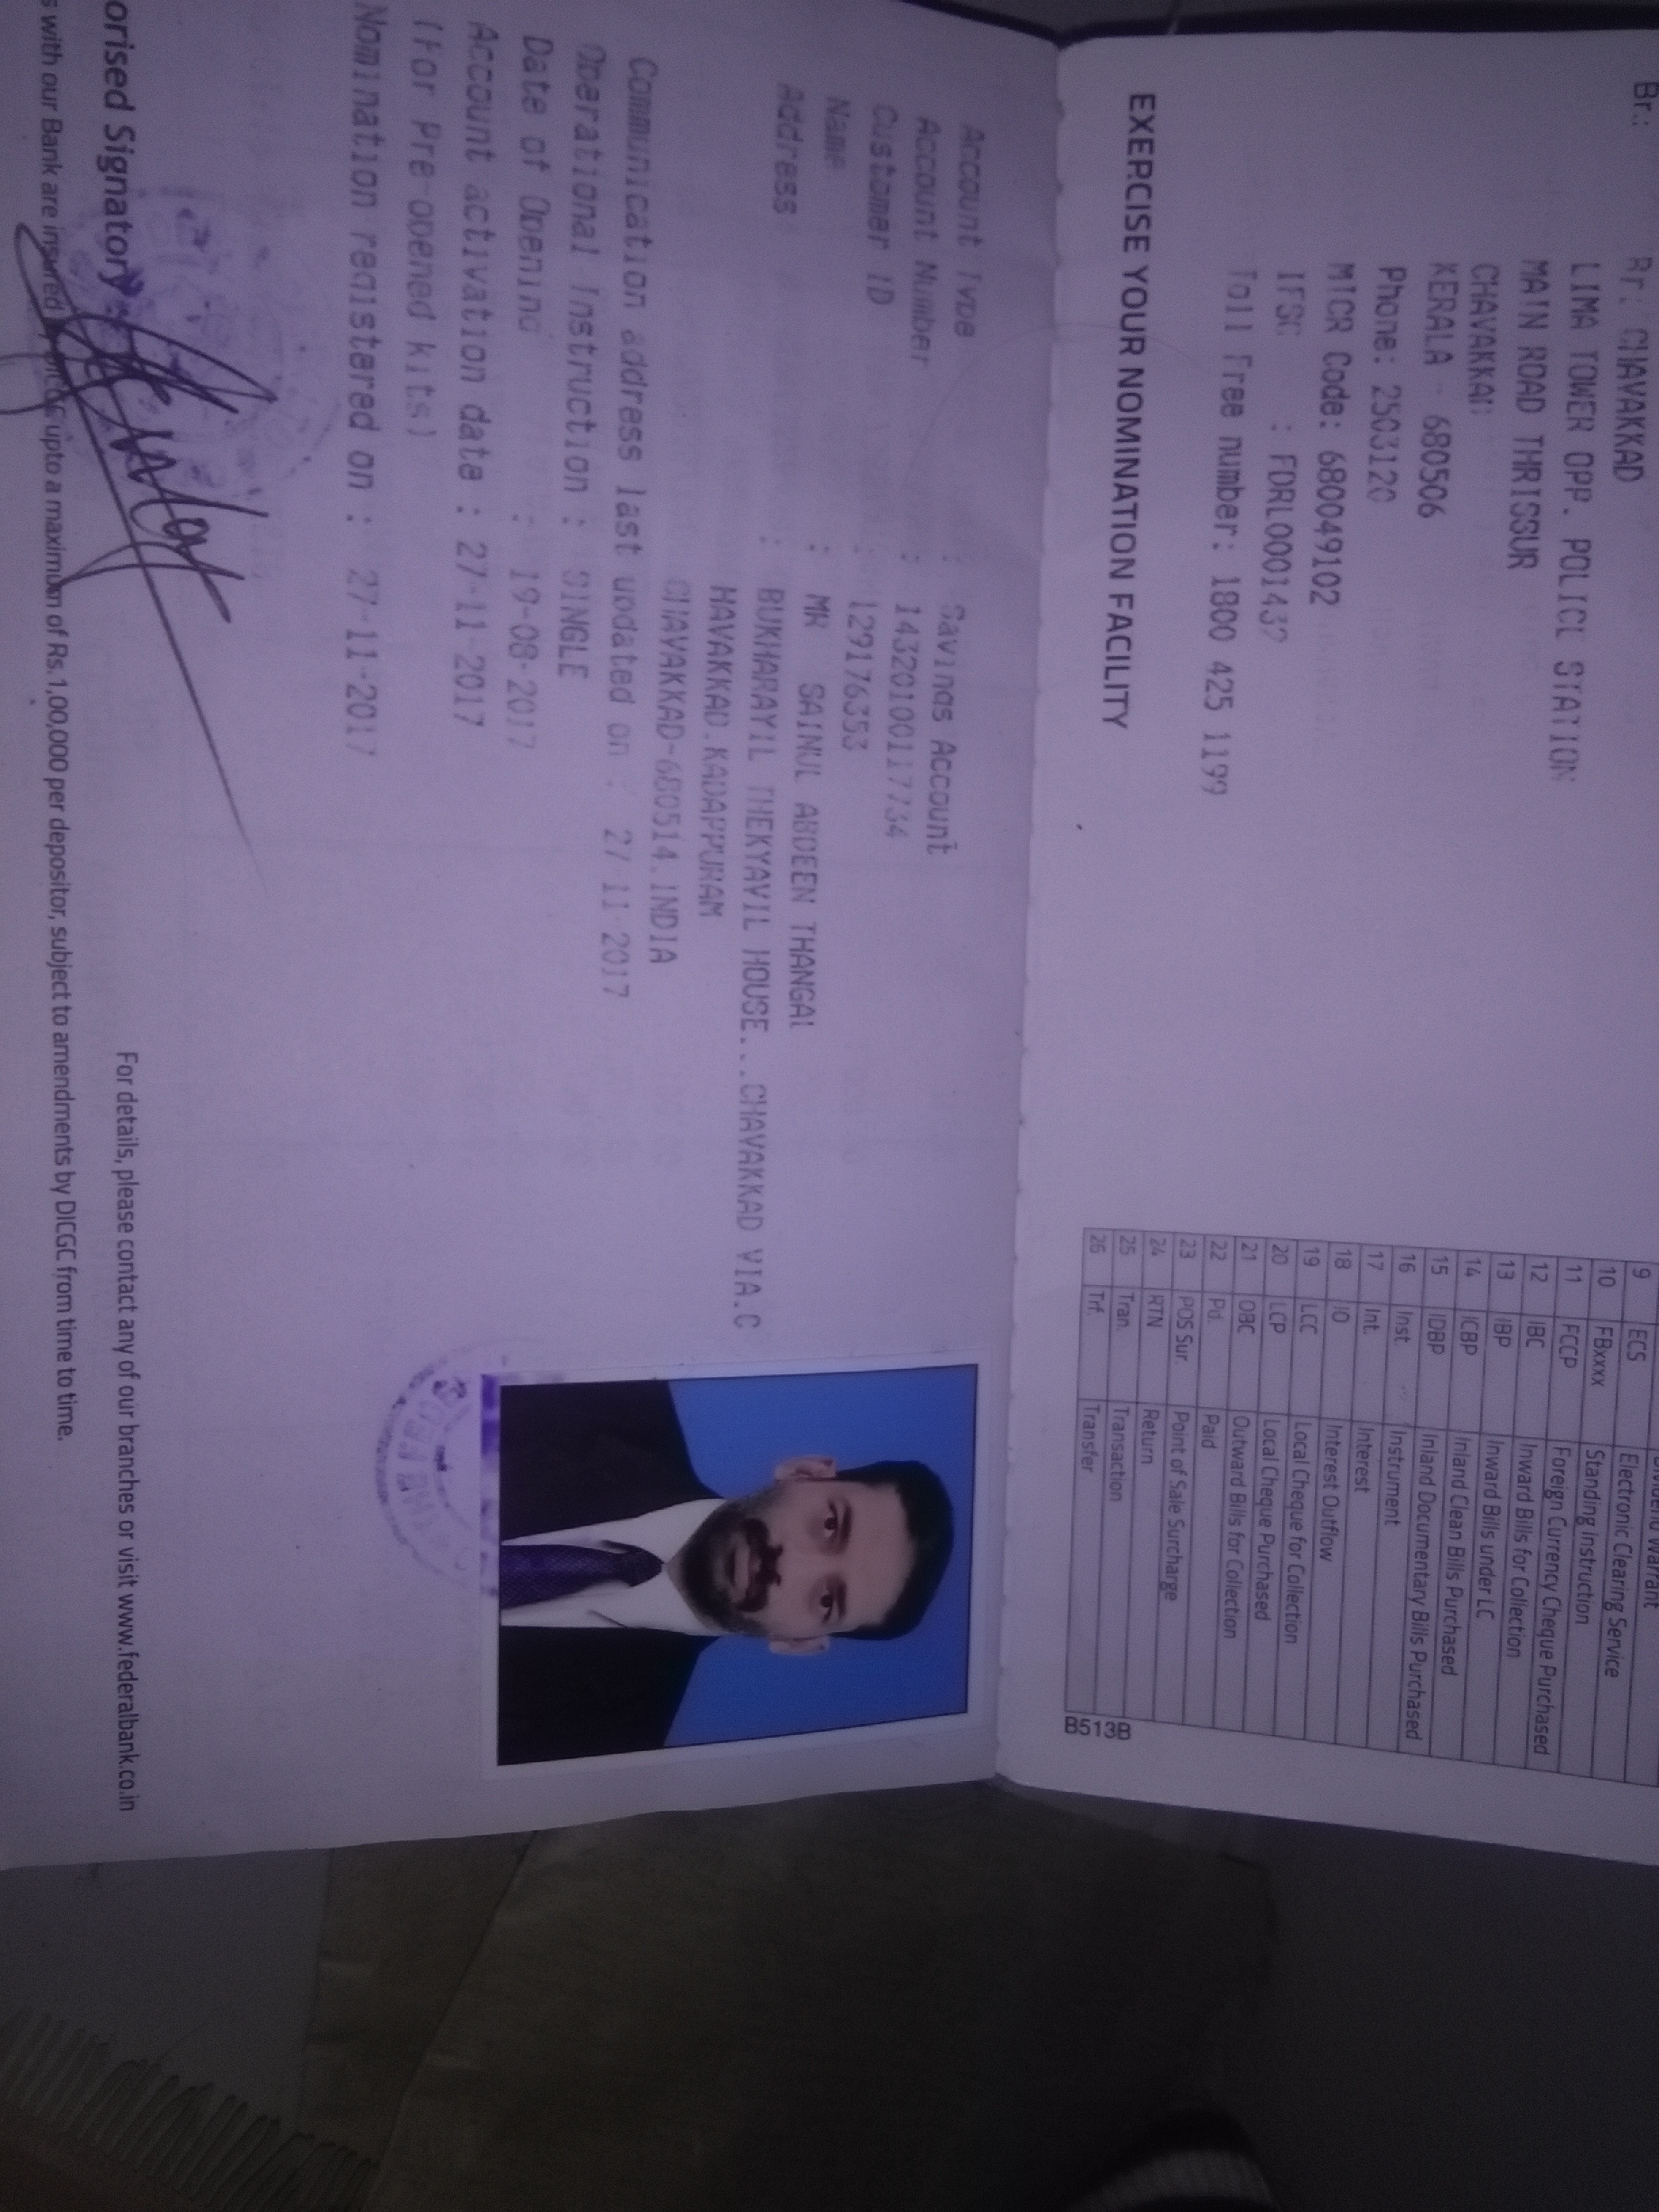 Br.: Br: CHAVAKKAD
LIMA TOWER OPP. POLICE STATION
MAIN ROAD THRISSUR
CHAVAKKAD
KERALA - 680506
Phone: 2503120
MICR Code: 680049102
IFSC : FDRL0001432
Toll Free number: 1800 425 1199
EXERCISE YOUR NOMINATION FACILITY
Warrant
9 ECS Electronic Clearing Service
10 FBxxxx Standing Instruction
11 FCCP Foreign Currency Cheque Purchased
12 IBC Inward Bills for Collection
13 IBP Inward Bills under LC
14 ICBP Inland Clean Bills Purchased
15 IDBP Inland Documentary Bills Purchased
16 Inst. Instrument
17 Int. Interest
18 IO Interest Outflow
19 LCC Local Cheque for Collection
20 LCP Local Cheque Purchased
21 OBC Outward Bills for Collection
22 Pd. Paid
23 POS Sur. Point of Sale Surcharge
24 RTN Return
25 Tran. Transaction
26 Trf. Transfer
B513B
Account Type : Savings Account
Account Number : 14320100117734
Customer ID : 129176353
Name : MR SAINUL ABDEEN THANGAL
Address : BUKHARAYIL THEKYAVIL HOUSE...CHAVAKKAD VIA.C
HAVAKKAD.KADAPPURAM
CHAVAKKAD-680514.INDIA
Communication address last updated on : 27-11-2017
Operational Instruction : SINGLE
Date of Opening : 19-08-2017
Account activation date : 27-11-2017
(For Pre-opened kits)
Nomination registered on : 27-11-2017
orised Signatory
For details, please contact any of our branches or visit www.federalbank.co.in
s with our Bank are insured by DICGC upto a maximum of Rs.1,00,000 per depositor, subject to amendments by DICGC from time to time.